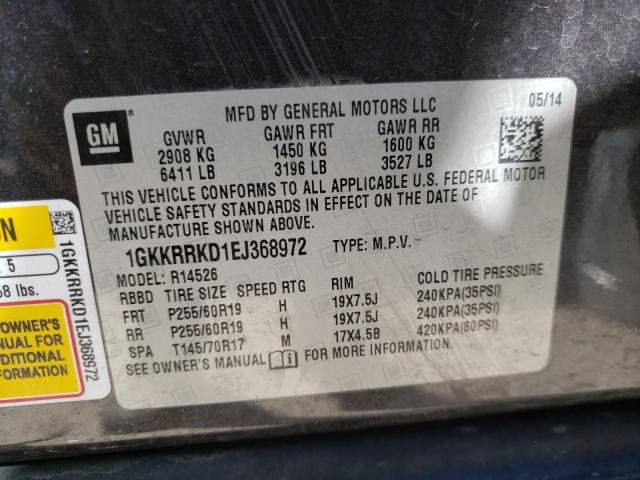 GM
MFD BY GENERAL MOTORS LLC
05/14
GVWR GAWR FRT GAWR RR
2908 KG 1450 KG 1600 KG
6411 LB 3196 LB 3527 LB
THIS VEHICLE CONFORMS TO ALL APPLICABLE U.S. FEDERAL MOTOR
VEHICLE SAFETY STANDARDS IN EFFECT ON THE DATE OF
MANUFACTURE SHOWN ABOVE.
1GKKRRKD1EJ368972 TYPE: M.P.V.
MODEL: R14526
RBBD TIRE SIZE SPEED RTG RIM COLD TIRE PRESSURE
FRT P255/60R19 H 19X7.5J 240KPA(35PSI)
RR P255/60R19 H 19X7.5J 240KPA(35PSI)
SPA T145/70R17 M 17X4.5B 420KPA(60PSI)
SEE OWNER'S MANUAL FOR MORE INFORMATION.
5
lbs.
OWNER'S
MANUAL FOR
1GKKRRKD1EJ368972